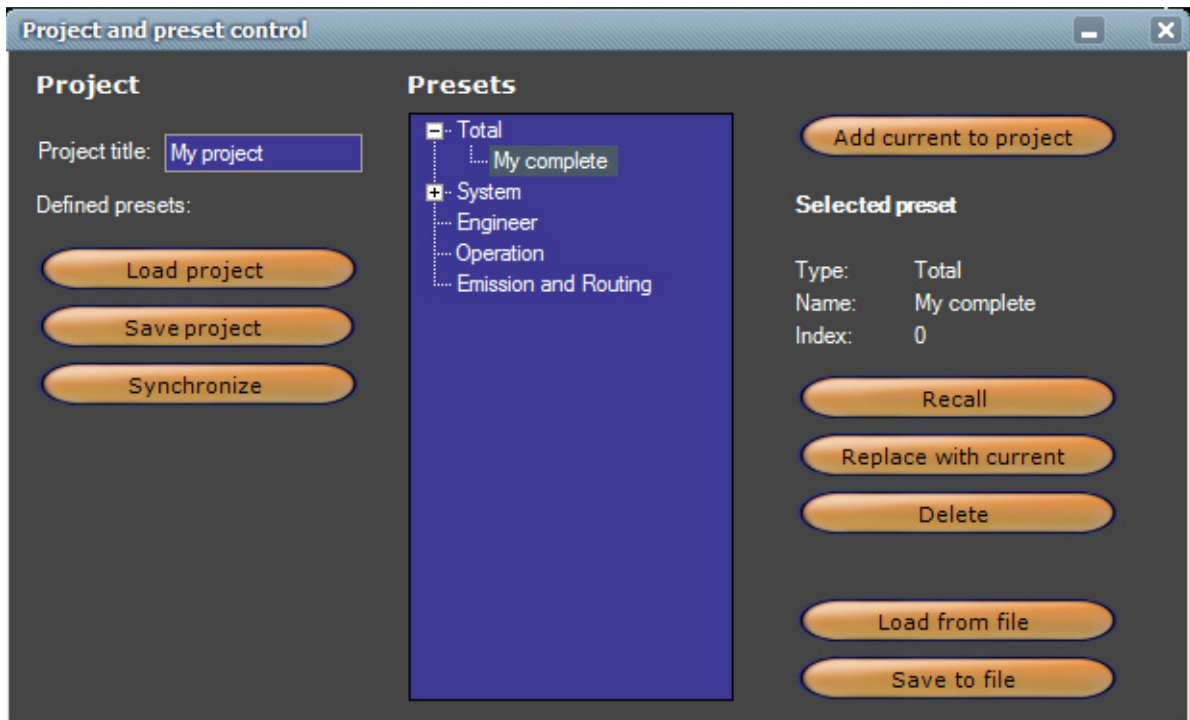 Project and preset control
Project
Project title: My project
Defined presets:
Load project
Save project
Synchronize
Presets
Total
My complete
System
Engineer
Operation
Emission and Routing
Add current to project
Selected preset
Type: Total
Name: My complete
Index: 0
Recall
Replace with current
Delete
Load from file
Save to file